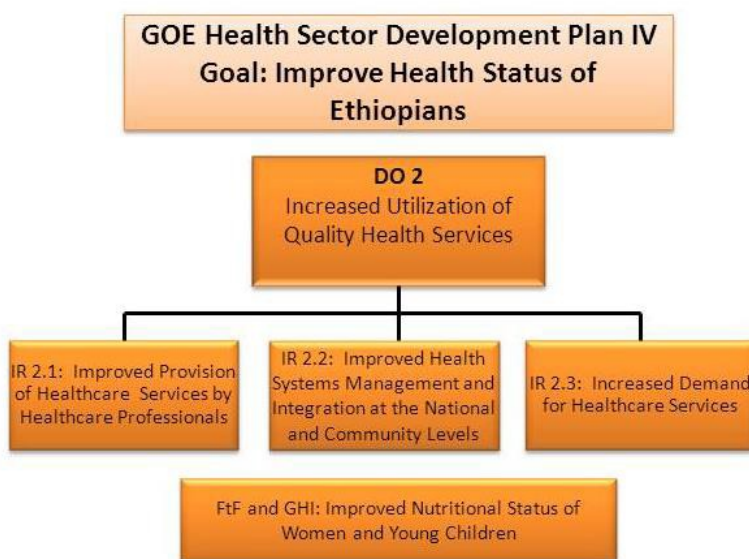 GOE Health Sector Development Plan IV
Goal: Improve Health Status of
Ethiopians
DO 2
Increased Utilization of
Quality Health Services
IR 2.1: Improved Provision
of Healthcare Services by
Healthcare Professionals
IR 2.2: Improved Health
Systems Management and
Integration at the National
and Community Levels
IR 2.3: Increased Demand
for Healthcare Services
FtF and GHI: Improved Nutritional Status of
Women and Young Children